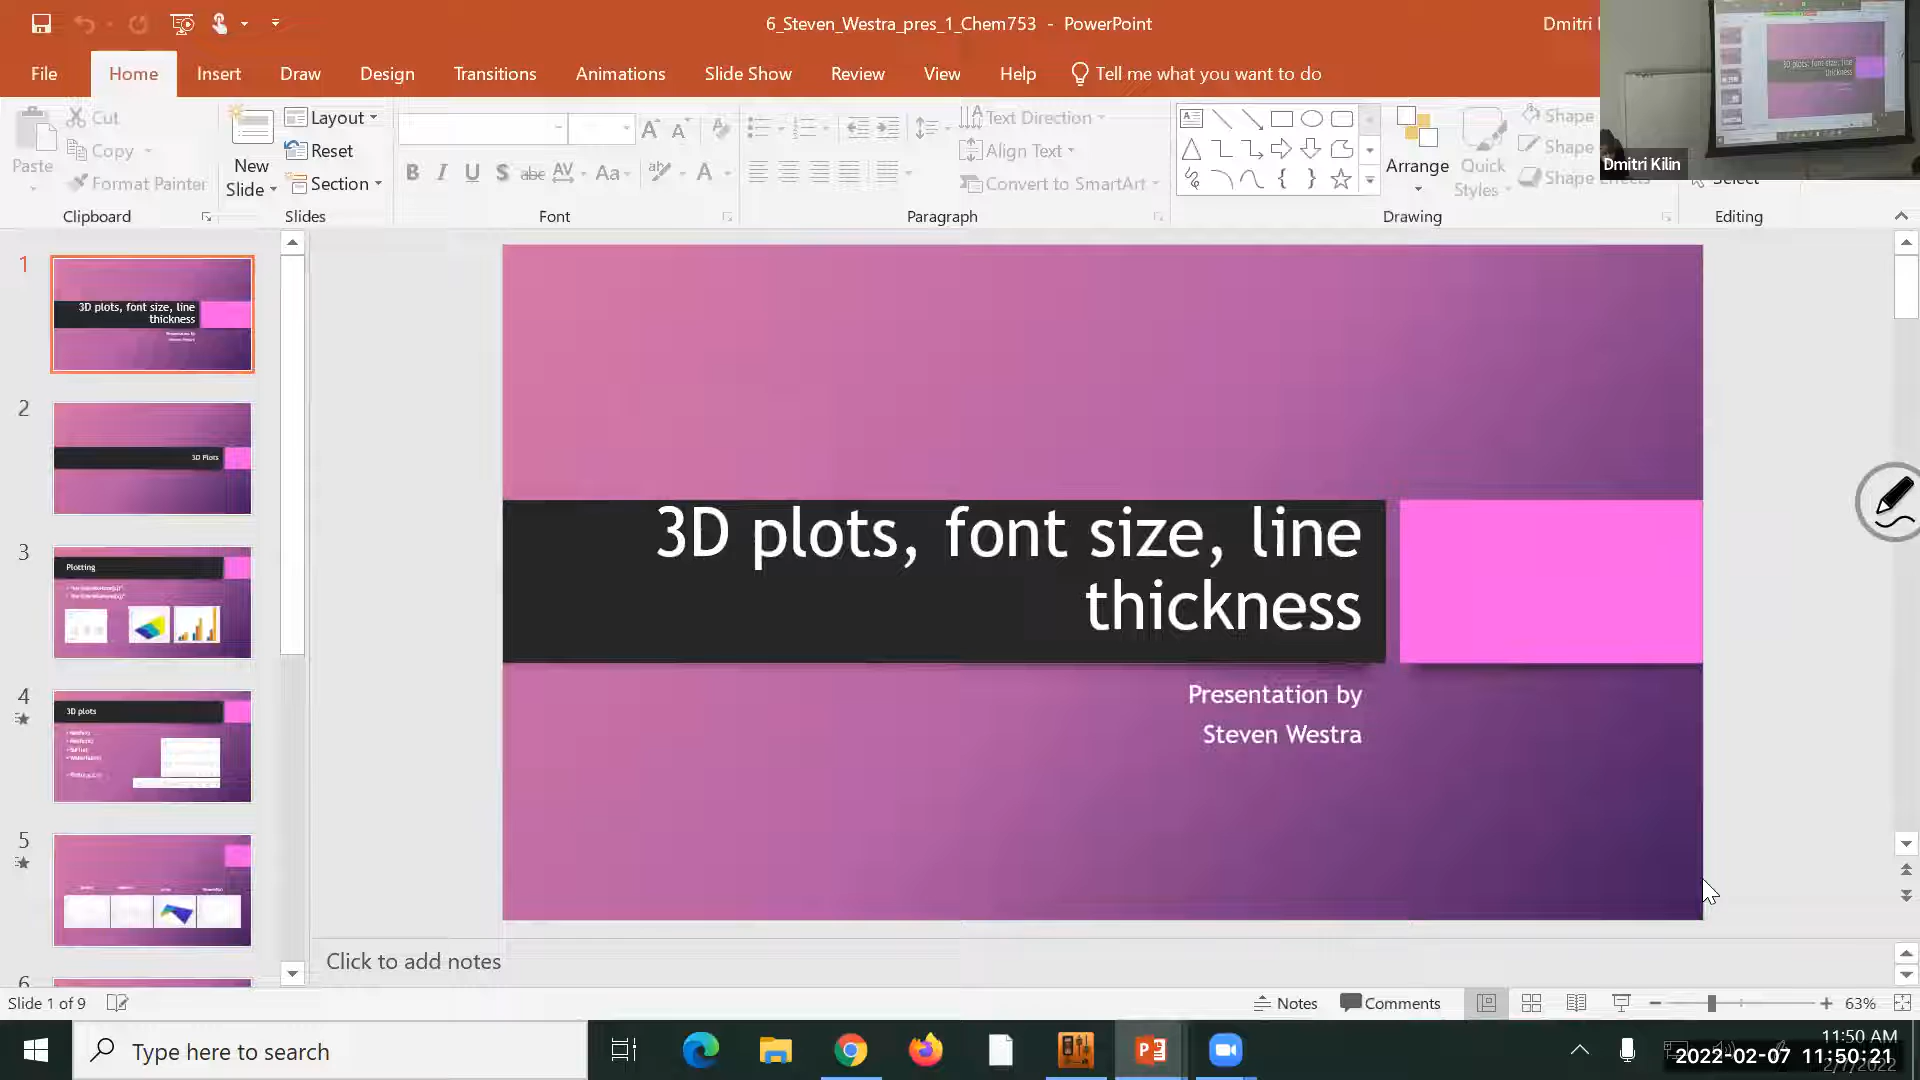 6_Steven_Westra_pres_1_Chem753 - PowerPoint
Dmitri
File Home Insert Draw Design Transitions Animations Slide Show Review View Help Tell me what you want to do
Paste
Cut
Copy
Format Painter
Clipboard
New Slide
Layout
Reset
Section
Slides
Font
Text Direction
Align Text
Convert to SmartArt
Paragraph
Arrange
Quick Styles
Shape
Shape
Shape Effects
Drawing
Select
Editing
Dmitri Kilin
1
3D plots, font size, line
thickness
2
3D Plots
3
Plotting
4
3D plots
5
6
3D plots, font size, line
thickness
Presentation by
Steven Westra
Click to add notes
Slide 1 of 9
Notes Comments 63%
Type here to search
11:50 AM
2022-02-07 11:50:21
2/7/2022